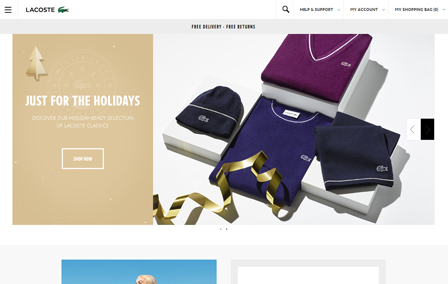 LACOSTE
HELP & SUPPORT
MY ACCOUNT
MY SHOPPING BAG (0)
FREE DELIVERY - FREE RETURNS
JUST FOR THE HOLIDAYS
DISCOVER OUR HOLIDAY-READY SELECTION
OF LACOSTE CLASSICS
SHOP NOW